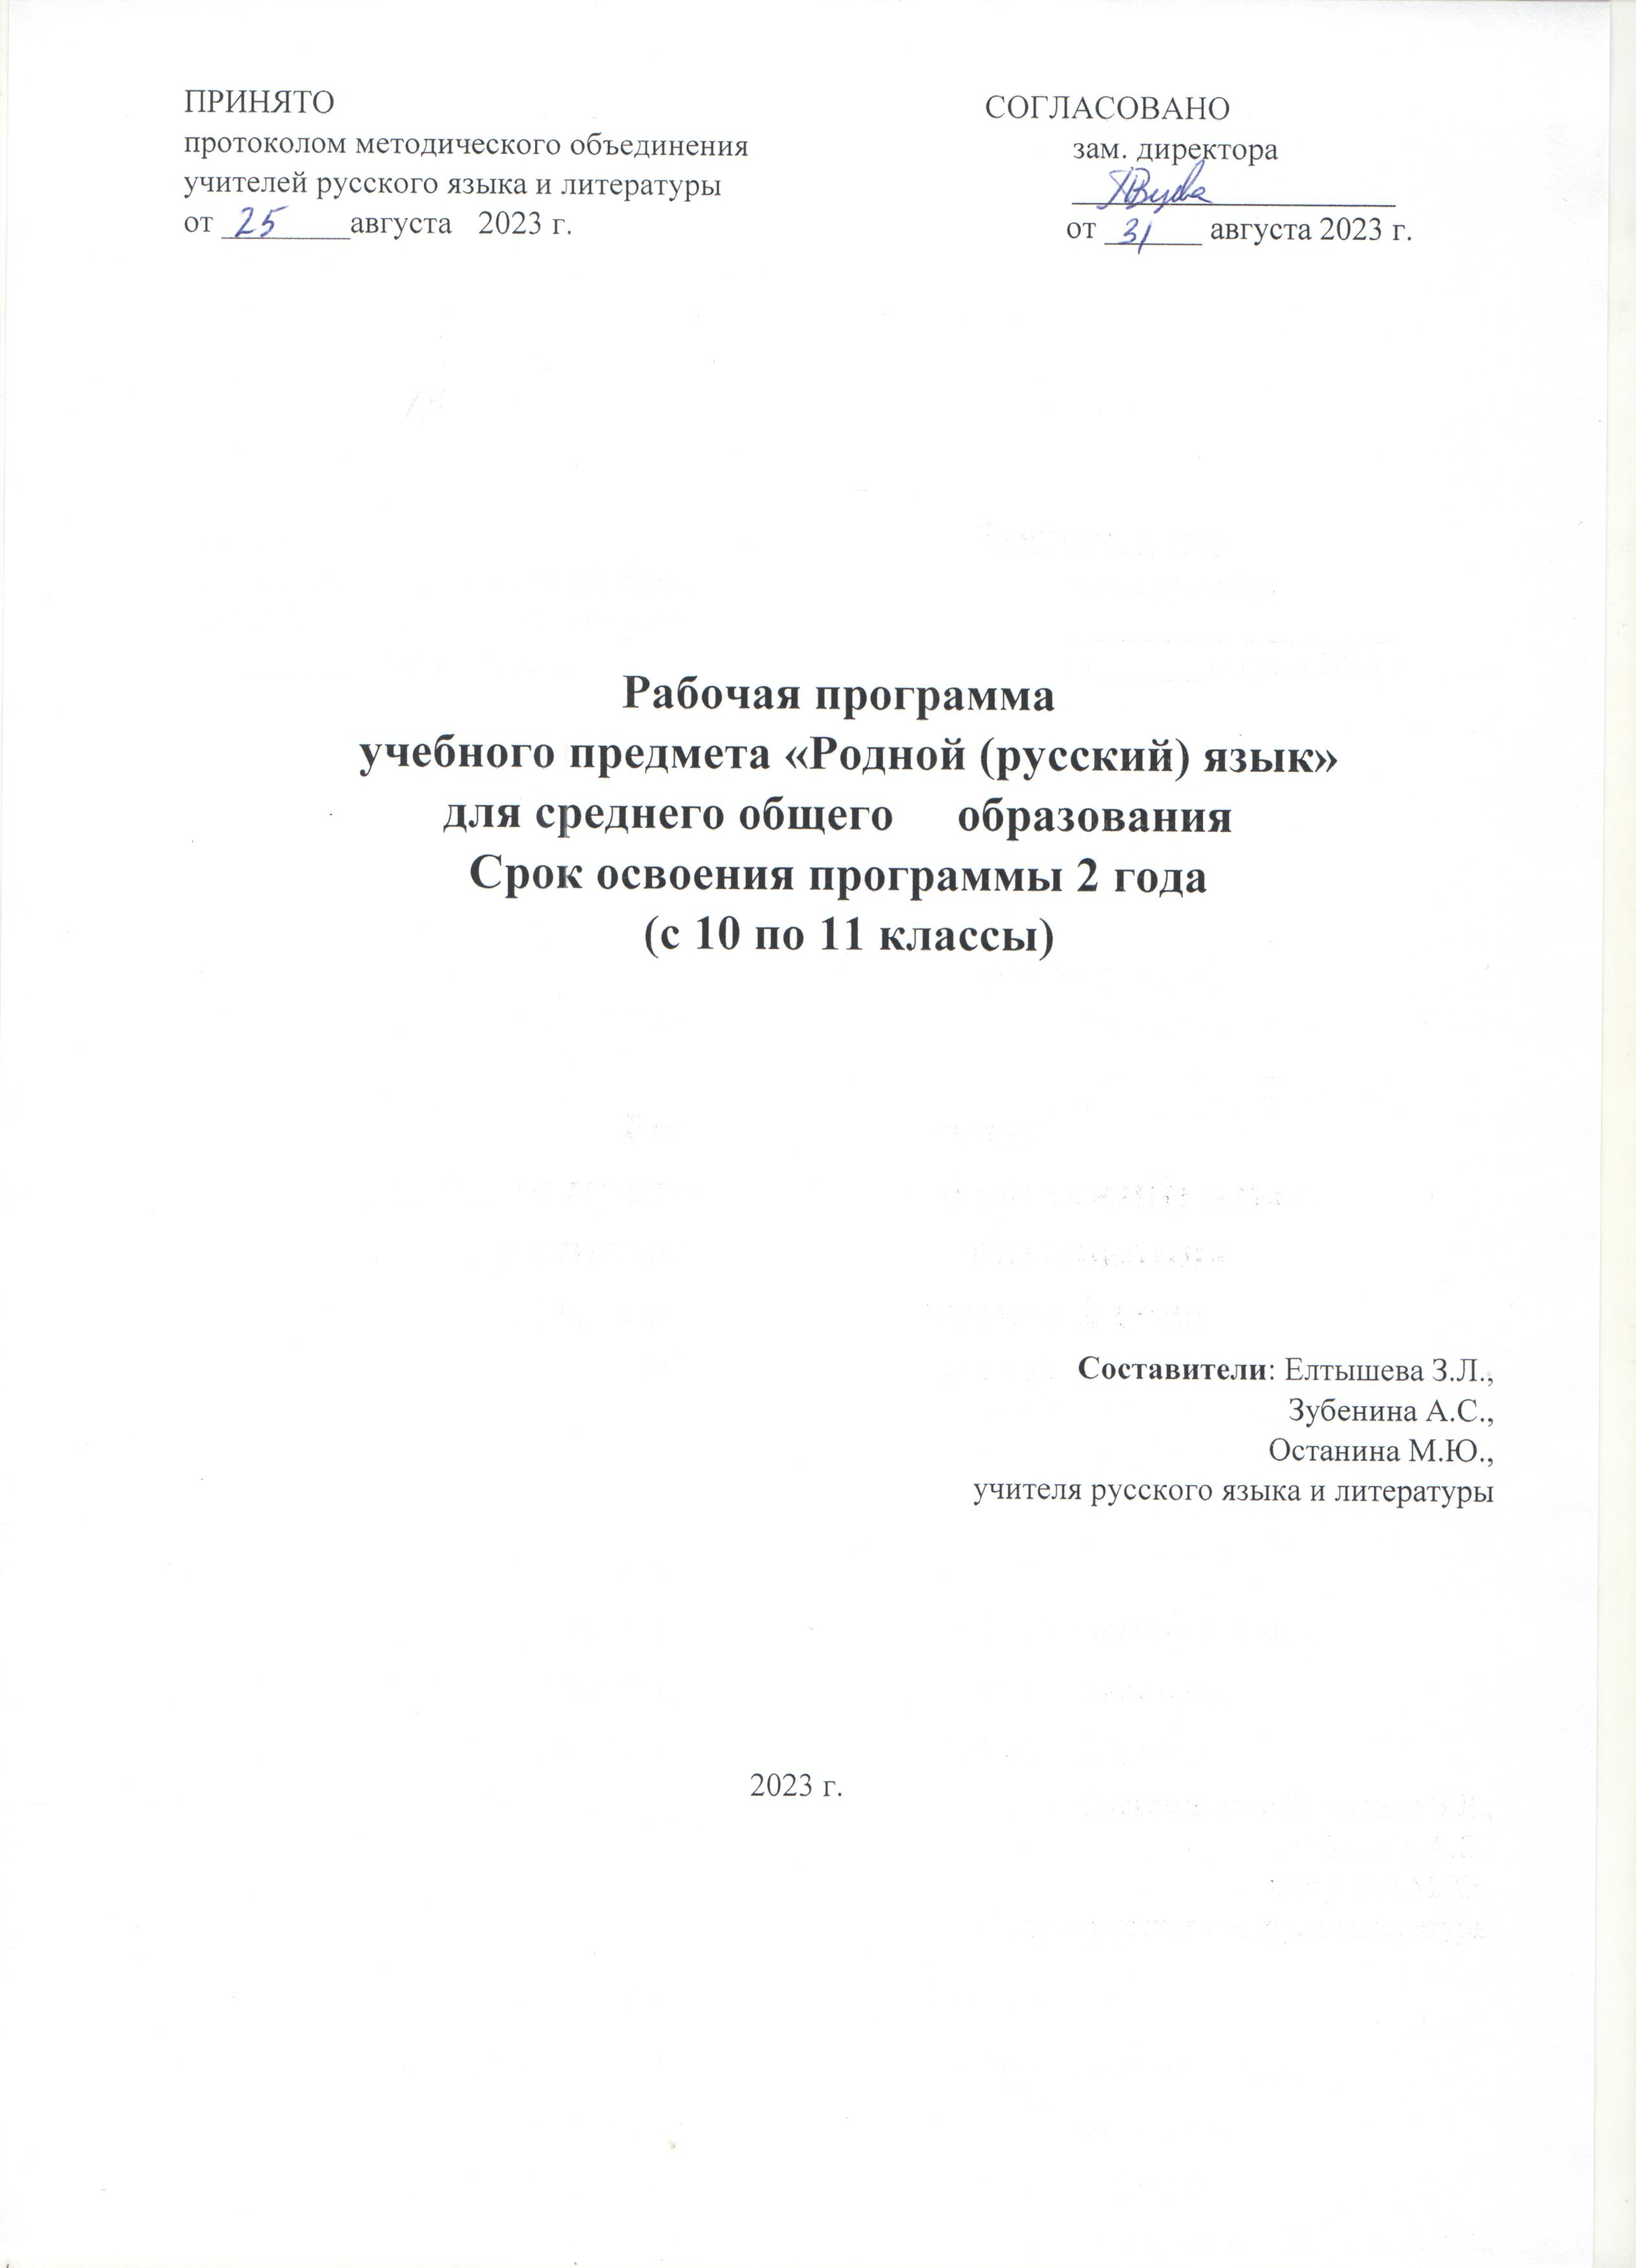 ПРИНЯТО
протоколом методического объединения
учителей русского языка и литературы
от 25 августа 2023 г.
СОГЛАСОВАНО
зам. директора
от 31 августа 2023 г.
Рабочая программа
учебного предмета «Родной (русский) язык»
для среднего общего образования
Срок освоения программы 2 года
(с 10 по 11 классы)
Составители: Елтышева З.Л.,
Зубенина А.С.,
Останина М.Ю.,
учителя русского языка и литературы
2023 г.